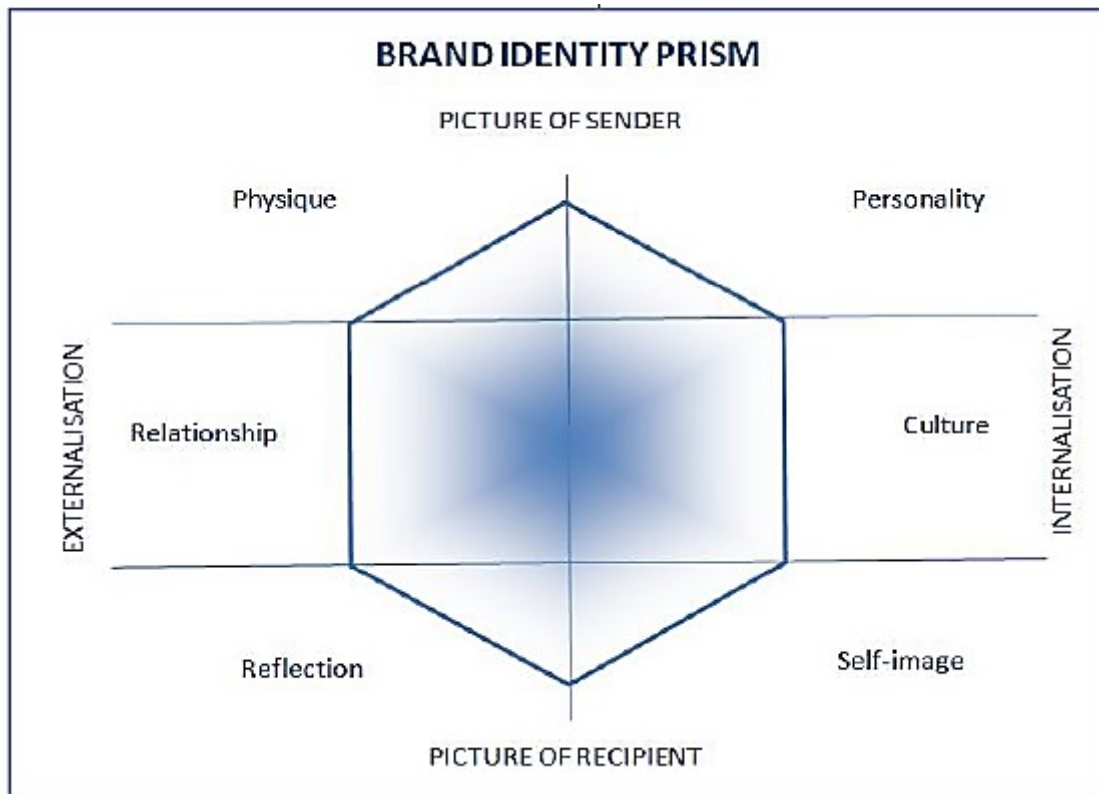 BRAND IDENTITY PRISM
PICTURE OF SENDER
Physique
Personality
EXTERNALISATION
Relationship
Culture
INTERNALISATION
Reflection
Self-image
PICTURE OF RECIPIENT